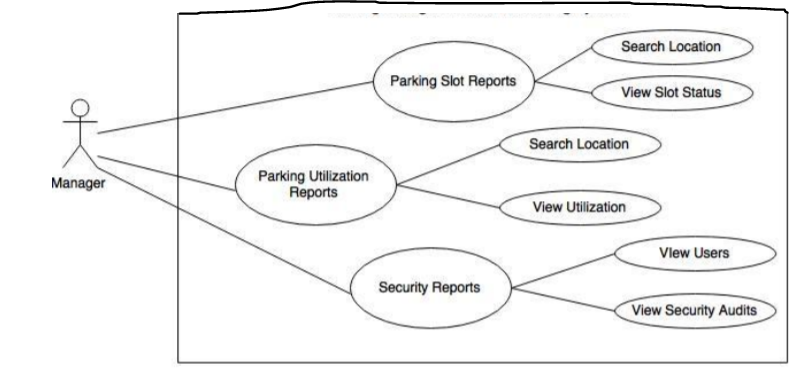 Search Location
Parking Slot Reports
View Slot Status
Search Location
Parking Utilization
Reports
Manager
View Utilization
VIew Users
Security Reports
View Security Audits